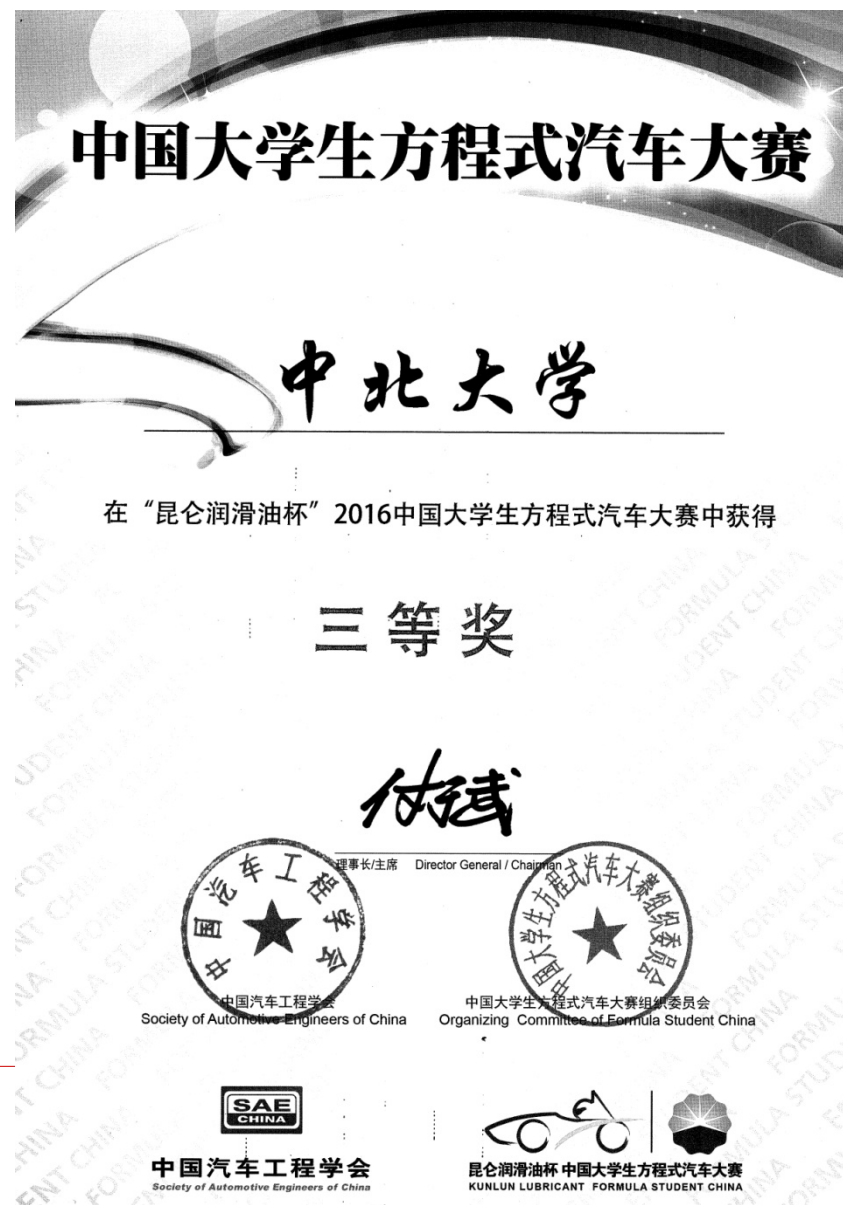 中国大学生方程式汽车大赛
中北大学
在“昆仑润滑油杯”2016中国大学生方程式汽车大赛中获得
三等奖
理事长/主席 Director General / Chairman
中国汽车工程学会
中国大学生方程式汽车大赛组织委员会
中国汽车工程学会
Society of Automotive Engineers of China
中国大学生方程式汽车大赛组织委员会
Organizing Committee of Formula Student China
SAE
CHINA
中国汽车工程学会
Society of Automotive Engineers of China
昆仑润滑油杯 中国大学生方程式汽车大赛
KUNLUN LUBRICANT FORMULA STUDENT CHINA